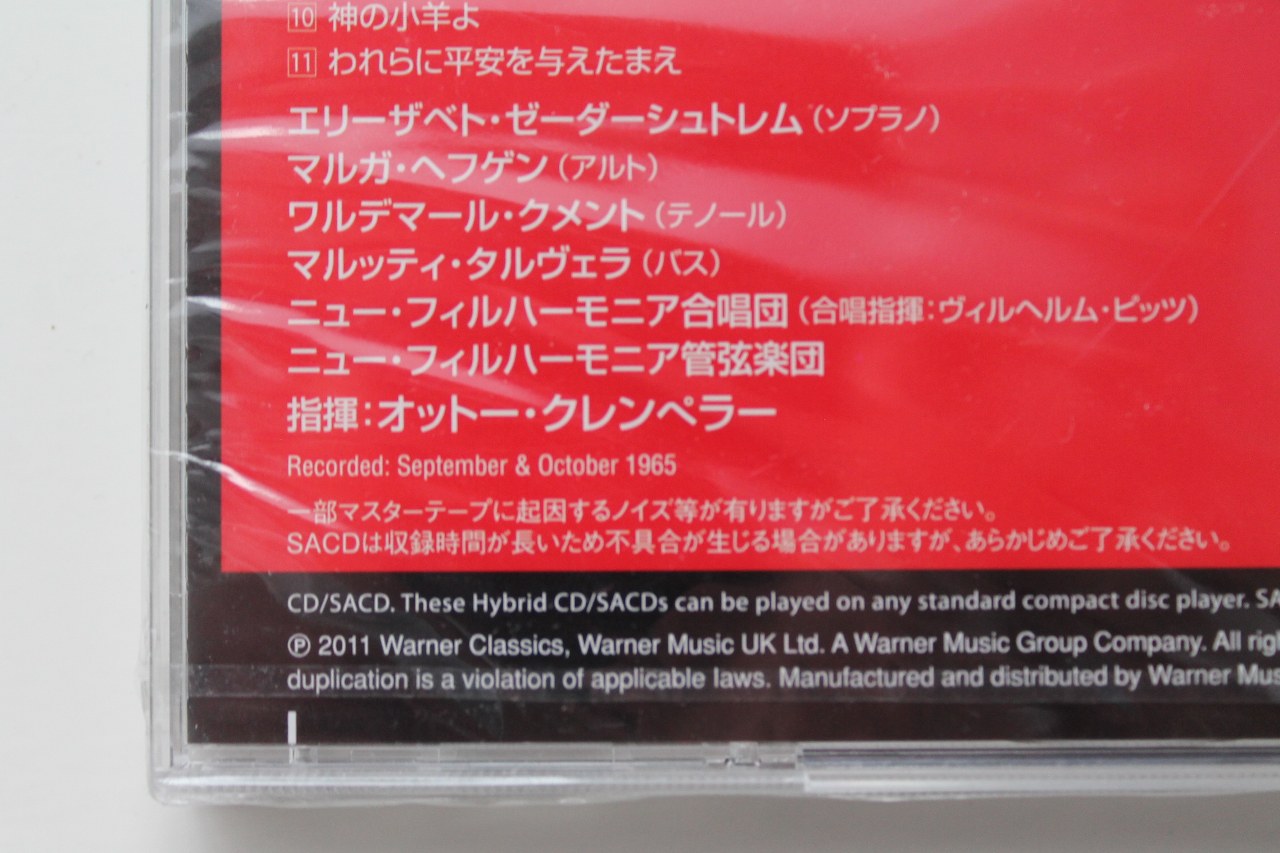 10 神の小羊よ
11 われらに平安を与えたまえ
エリーザベト・ゼーダーシュトレム（ソプラノ）
マルガ・ヘフゲン（アルト）
ワルデマール・クメント（テノール）
マルッティ・タルヴェラ（バス）
ニュー・フィルハーモニア合唱団（合唱指揮：ヴィルヘルム・ピッツ）
ニュー・フィルハーモニア管弦楽団
指揮：オットー・クレンペラー
Recorded: September & October 1965
一部マスターテープに起因するノイズ等が有りますがご了承ください。
SACDは収録時間が長いため不具合が生じる場合がありますが、あらかじめご了承ください。
CD/SACD. These Hybrid CD/SACDs can be played on any standard compact disc player. SA
℗ 2011 Warner Classics, Warner Music UK Ltd. A Warner Music Group Company. All righ
duplication is a violation of applicable laws. Manufactured and distributed by Warner Mus